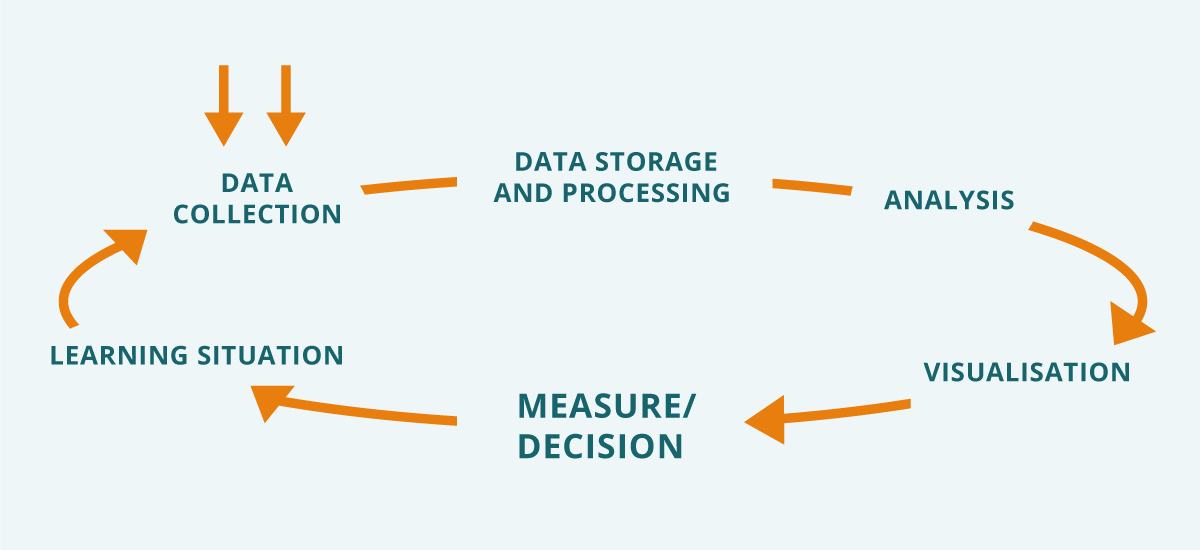 DATA
COLLECTION
DATA STORAGE
AND PROCESSING
ANALYSIS
VISUALISATION
MEASURE/
DECISION
LEARNING SITUATION